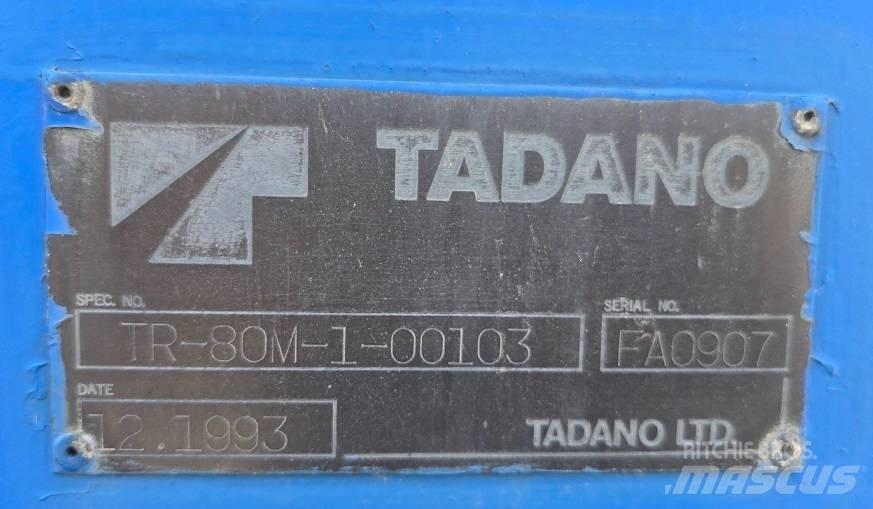 TADANO
SPEC. NO.
TR-80M-1-00103
SERIAL NO.
FA0907
DATE
12.1993
TADANO LTD.
RITCHIE BROS.
MASCUS